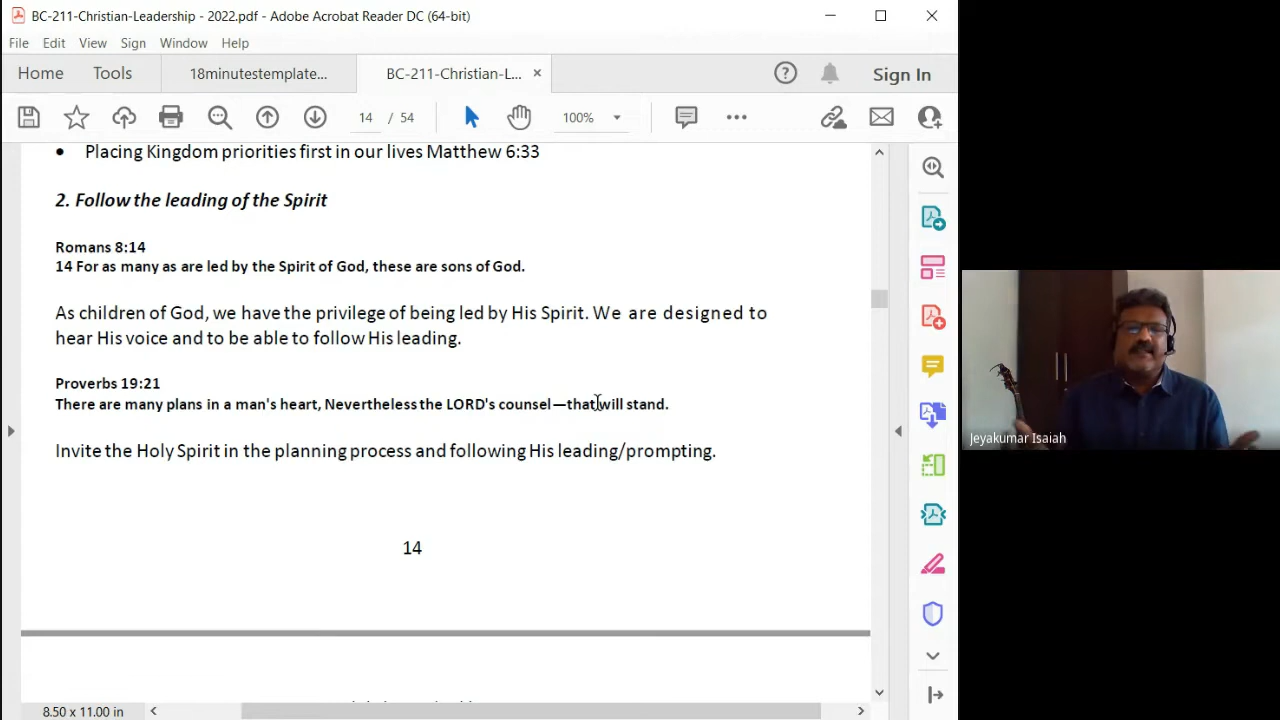 BC-211-Christian-Leadership - 2022.pdf - Adobe Acrobat Reader DC (64-bit)
File Edit View Sign Window Help
Home Tools 18minutestemplate... BC-211-Christian-L... Sign In
14 / 54 100%
• Placing Kingdom priorities first in our lives Matthew 6:33
2. Follow the leading of the Spirit
Romans 8:14
14 For as many as are led by the Spirit of God, these are sons of God.
As children of God, we have the privilege of being led by His Spirit. We are designed to
hear His voice and to be able to follow His leading.
Proverbs 19:21
There are many plans in a man's heart, Nevertheless the LORD's counsel—that will stand.
Invite the Holy Spirit in the planning process and following His leading/prompting.
14
8.50 x 11.00 in
Jeyakumar Isaiah